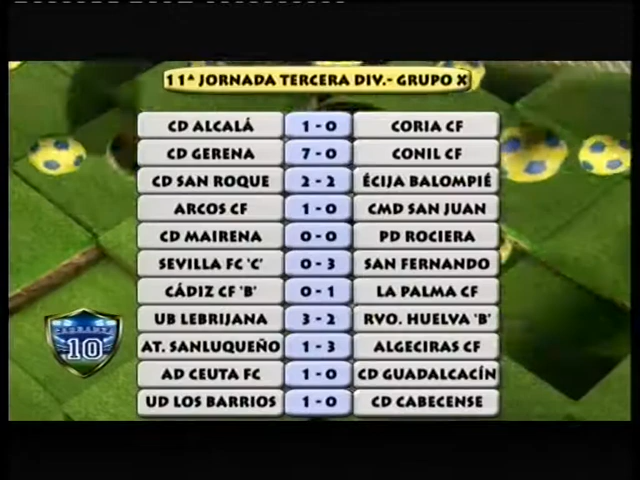 11ª JORNADA TERCERA DIV.- GRUPO X
CD ALCALÁ 1 - 0 CORIA CF
CD GERENA 7 - 0 CONIL CF
CD SAN ROQUE 2 - 2 ÉCIJA BALOMPIÉ
ARCOS CF 1 - 0 CMD SAN JUAN
CD MAIRENA 0 - 0 PD ROCIERA
SEVILLA FC 'C' 0 - 3 SAN FERNANDO
CÁDIZ CF 'B' 0 - 1 LA PALMA CF
UB LEBRIJANA 3 - 2 RVO. HUELVA 'B'
AT. SANLUQUEÑO 1 - 3 ALGECIRAS CF
AD CEUTA FC 1 - 0 CD GUADALCACÍN
UD LOS BARRIOS 1 - 0 CD CABECENSE
10